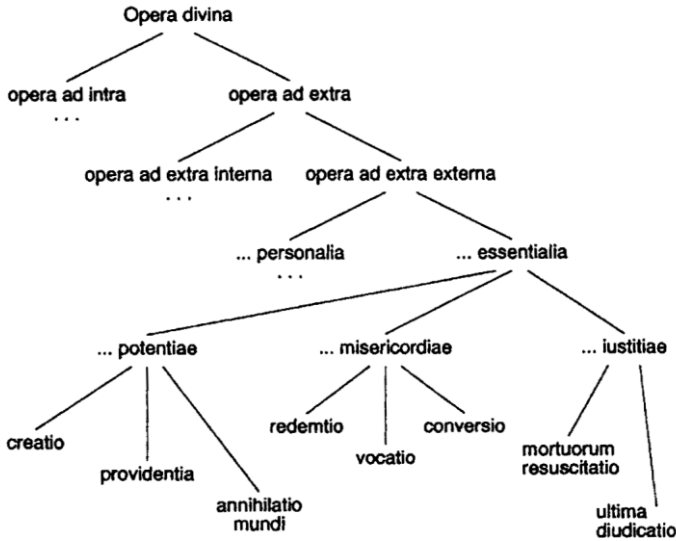 Opera divina
opera ad intra
. . .
opera ad extra
opera ad extra interna
. . .
opera ad extra externa
... personalia
. . .
... essentialia
... potentiae
... misericordiae
... iustitiae
creatio
providentia
annihilatio
mundi
redemtio
vocatio
conversio
mortuorum
resuscitatio
ultima
diudicatio